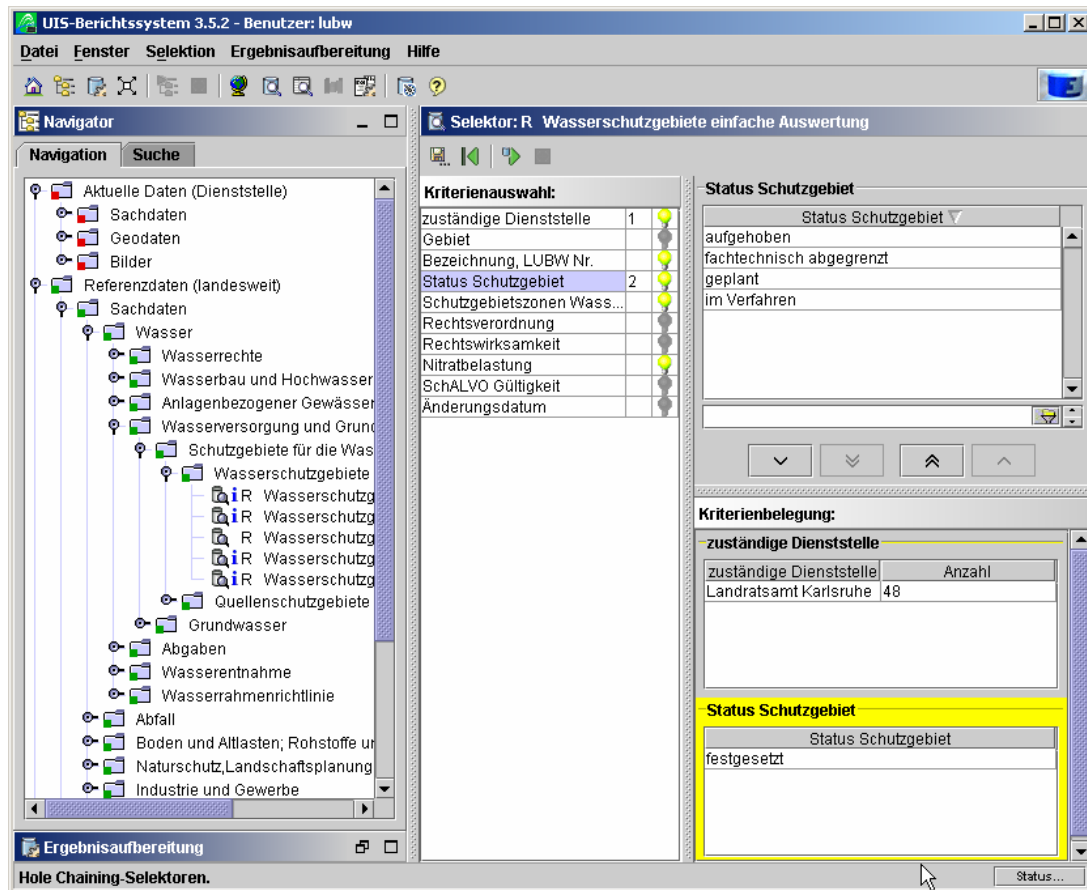 UIS-Berichtssystem 3.5.2 - Benutzer: lubw
Datei Fenster Selektion Ergebnisaufbereitung Hilfe
Navigator
Navigation Suche
Aktuelle Daten (Dienststelle)
Sachdaten
Geodaten
Bilder
Referenzdaten (landesweit)
Sachdaten
Wasser
Wasserrechte
Wasserbau und Hochwasser
Anlagenbezogener Gewässer
Wasserversorgung und Grund
Schutzgebiete für die Was
Wasserschutzgebiete
i R Wasserschutzg
i R Wasserschutzg
R Wasserschutzg
i R Wasserschutzg
i R Wasserschutzg
Quellenschutzgebiete
Grundwasser
Abgaben
Wasserentnahme
Wasserrahmenrichtlinie
Abfall
Boden und Altlasten; Rohstoffe ur
Naturschutz,Landschaftsplanung
Industrie und Gewerbe
Ergebnisaufbereitung
Selektor: R Wasserschutzgebiete einfache Auswertung
Kriterienauswahl:
zuständige Dienststelle 1
Gebiet
Bezeichnung, LUBW Nr.
Status Schutzgebiet 2
Schutzgebietszonen Wass...
Rechtsverordnung
Rechtswirksamkeit
Nitratbelastung
SchALVO Gültigkeit
Änderungsdatum
Status Schutzgebiet
Status Schutzgebiet
aufgehoben
fachtechnisch abgegrenzt
geplant
im Verfahren
Kriterienbelegung:
zuständige Dienststelle
zuständige Dienststelle Anzahl
Landratsamt Karlsruhe 48
Status Schutzgebiet
Status Schutzgebiet
festgesetzt
Hole Chaining-Selektoren.
Status...